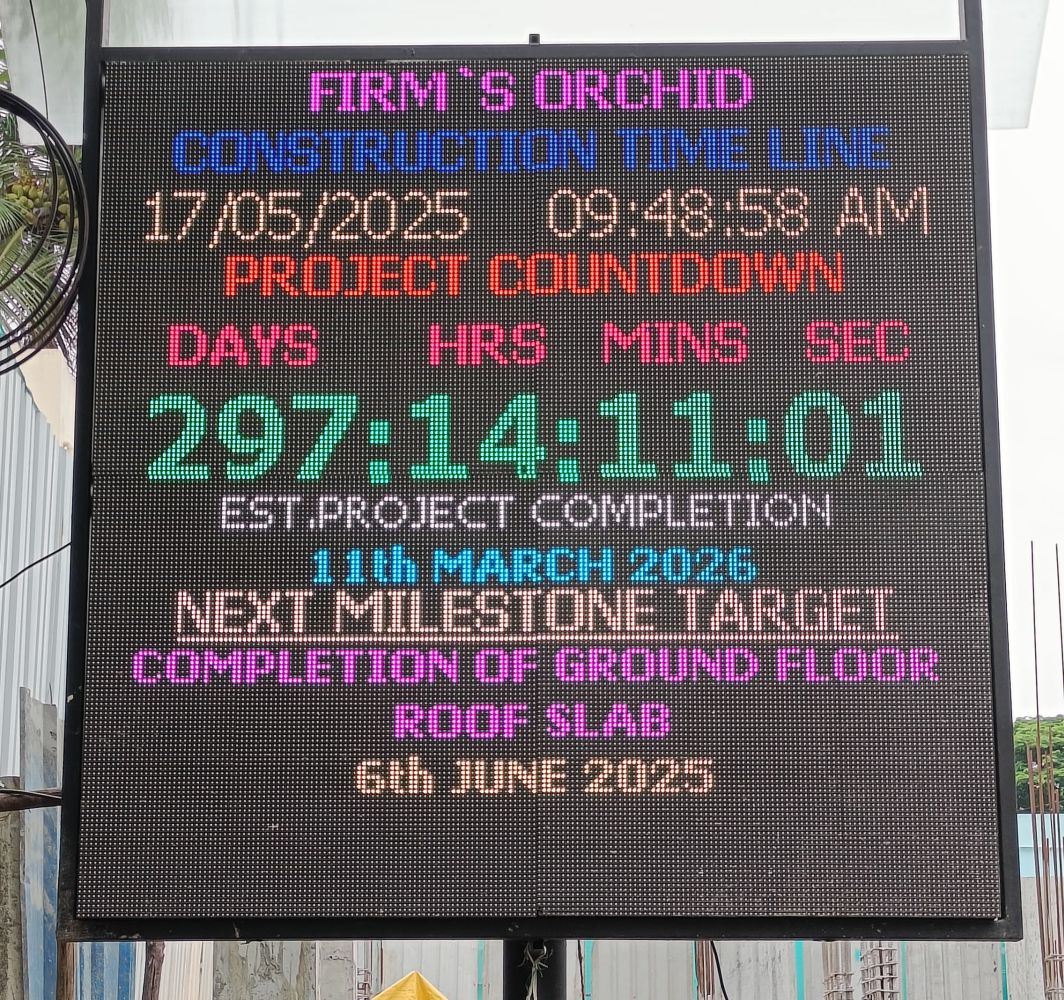 FIRM`S ORCHID
CONSTRUCTION TIME LINE
17/05/2025 09:48:58 AM
PROJECT COUNTDOWN
DAYS HRS MINS SEC
297:14:11:01
EST.PROJECT COMPLETION
11th MARCH 2026
NEXT MILESTONE TARGET
COMPLETION OF GROUND FLOOR
ROOF SLAB
6th JUNE 2025